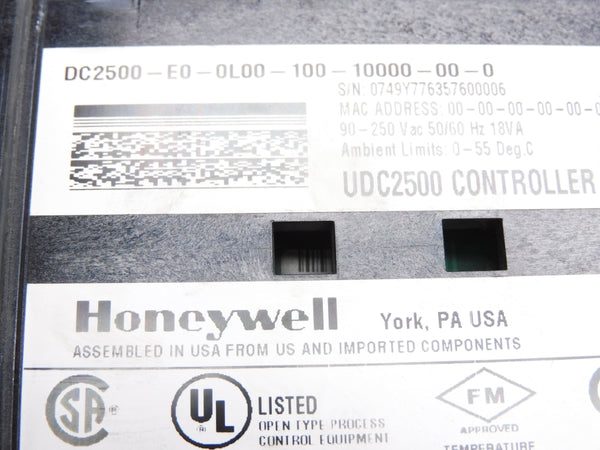 DC2500-E0-0L00-100-10000-00-0
S/N: 0749Y776357600006
MAC ADDRESS: 00-00-00-00-00-0
90-250 Vac 50/60 Hz 18VA
Ambient Limits: 0-55 Deg.C
UDC2500 CONTROLLER
Honeywell York, PA USA
ASSEMBLED IN USA FROM US AND IMPORTED COMPONENTS
SA
UL
LISTED
OPEN TYPE PROCESS
CONTROL EQUIPMENT
FM
APPROVED
TEMPERATURE